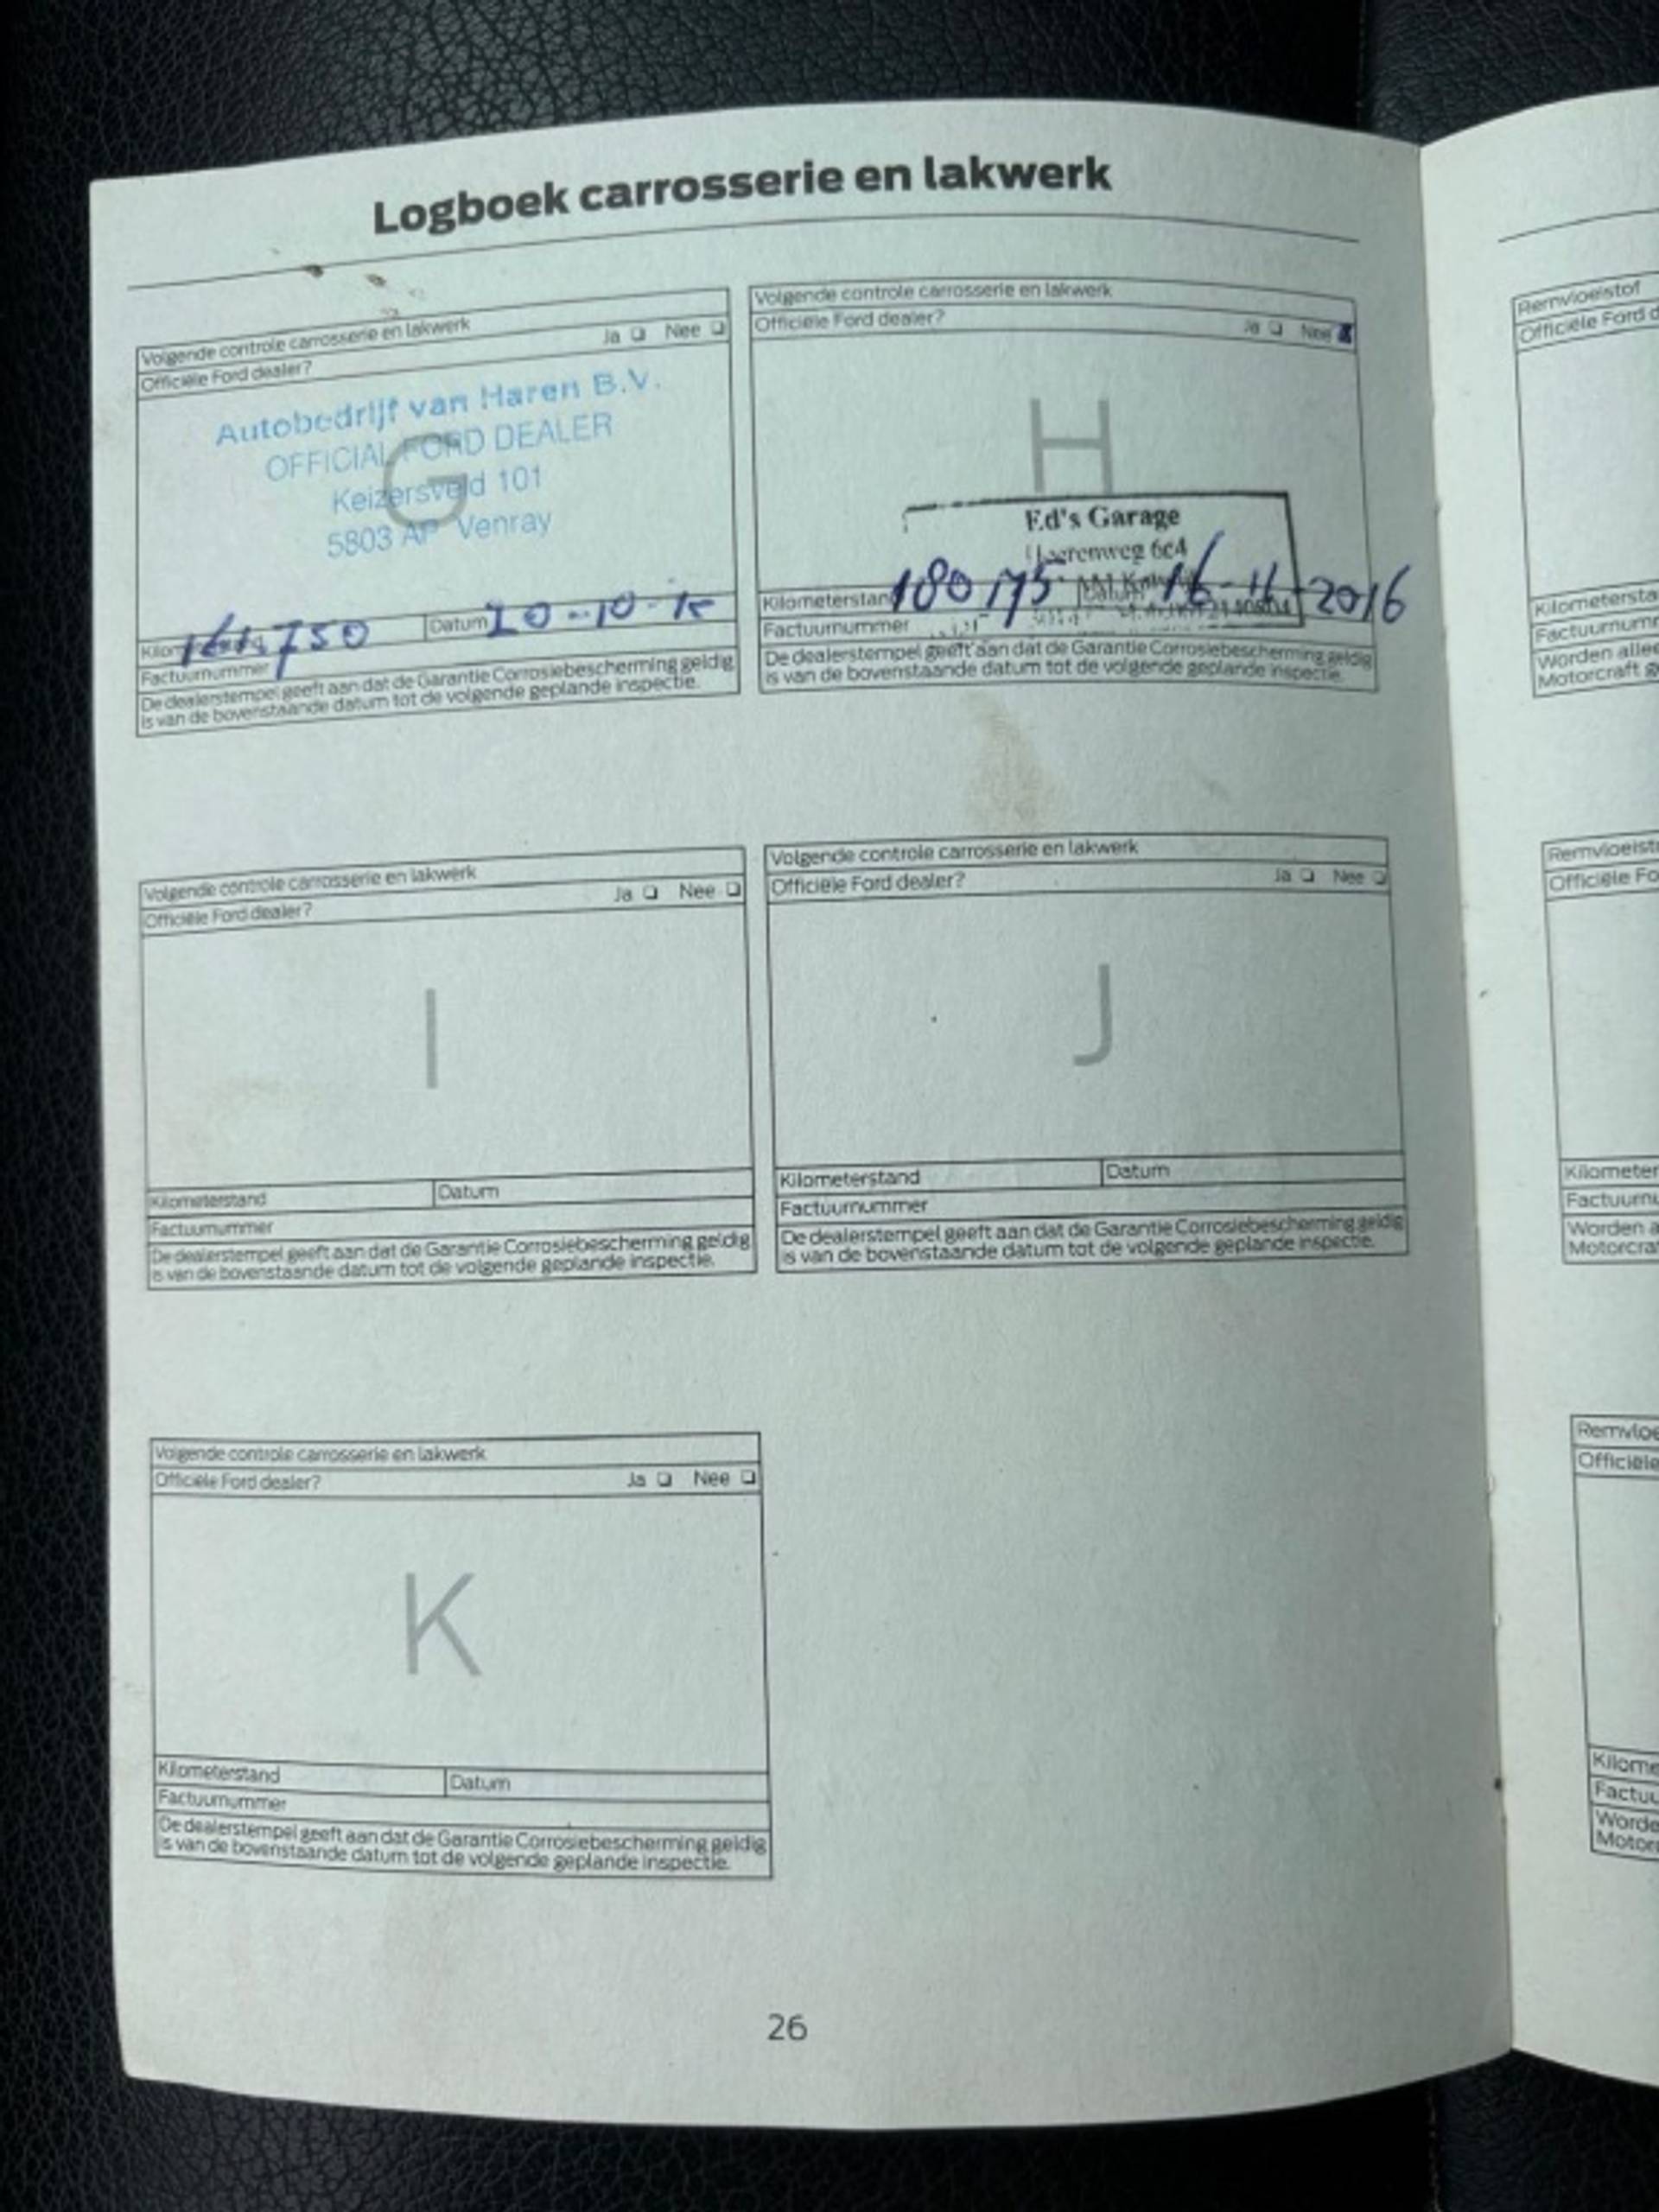 Logboek carrosserie en lakwerk
Volgende controle carrosserie en lakwerk
Officiële Ford dealer? Ja Nee
Autobedrijf van Haren B.V.
OFFICIAL FORD DEALER
G
Keizersveld 101
5803 AP Venray
Datum 20-10-15
Factuurnummer
De dealerstempel geeft aan dat de Garantie Corrosiebescherming geldig
is van de bovenstaande datum tot de volgende geplande inspectie.
Volgende controle carrosserie en lakwerk
Officiële Ford dealer? Ja Nee
H
Ed's Garage
6c4
Kilometerstand 180175 Datum 16-11-2016
Factuurnummer
De dealerstempel geeft aan dat de Garantie Corrosiebescherming geldig
is van de bovenstaande datum tot de volgende geplande inspectie.
Volgende controle carrosserie en lakwerk
Officiële Ford dealer? Ja Nee
I
Kilometerstand Datum
Factuurnummer
De dealerstempel geeft aan dat de Garantie Corrosiebescherming geldig
is van de bovenstaande datum tot de volgende geplande inspectie.
Volgende controle carrosserie en lakwerk
Officiële Ford dealer? Ja Nee
J
Kilometerstand Datum
Factuurnummer
De dealerstempel geeft aan dat de Garantie Corrosiebescherming geldig
is van de bovenstaande datum tot de volgende geplande inspectie.
Volgende controle carrosserie en lakwerk
Officiële Ford dealer? Ja Nee
K
Kilometerstand Datum
Factuurnummer
De dealerstempel geeft aan dat de Garantie Corrosiebescherming geldig
is van de bovenstaande datum tot de volgende geplande inspectie.
26
Remvloeistof
Officiële Ford
Worden
Motorcraft
Officiële
Worden